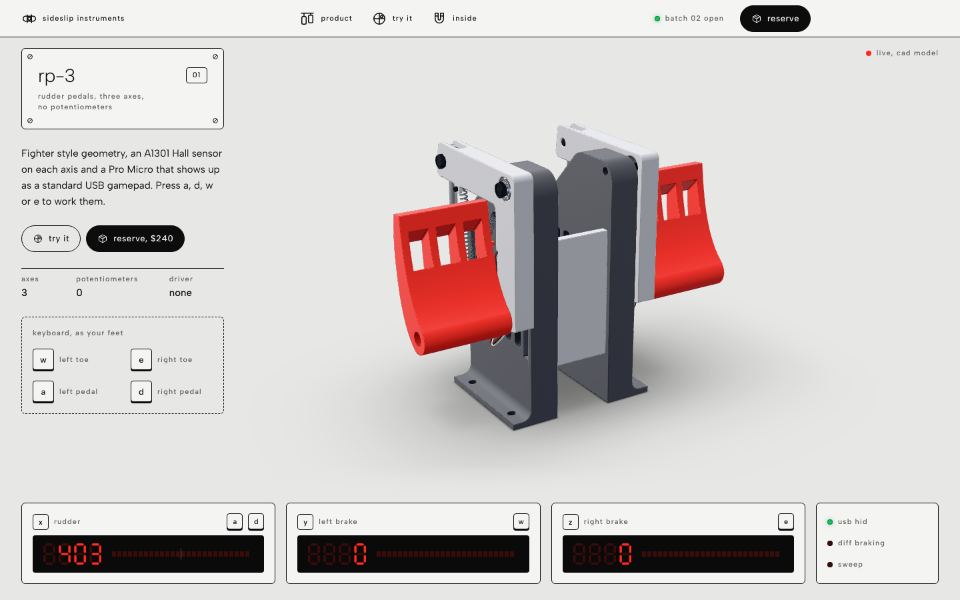 sideslip instruments
product
try it
inside
batch 02 open
reserve
live, cad model
rp-3
01
rudder pedals, three axes,
no potentiometers
Fighter style geometry, an A1301 Hall sensor
on each axis and a Pro Micro that shows up
as a standard USB gamepad. Press a, d, w
or e to work them.
try it
reserve, $240
axes
potentiometers
driver
3
0
none
keyboard, as your feet
w
left toe
e
right toe
a
left pedal
d
right pedal
x
rudder
a
d
403
y
left brake
w
0
z
right brake
e
0
usb hid
diff braking
sweep